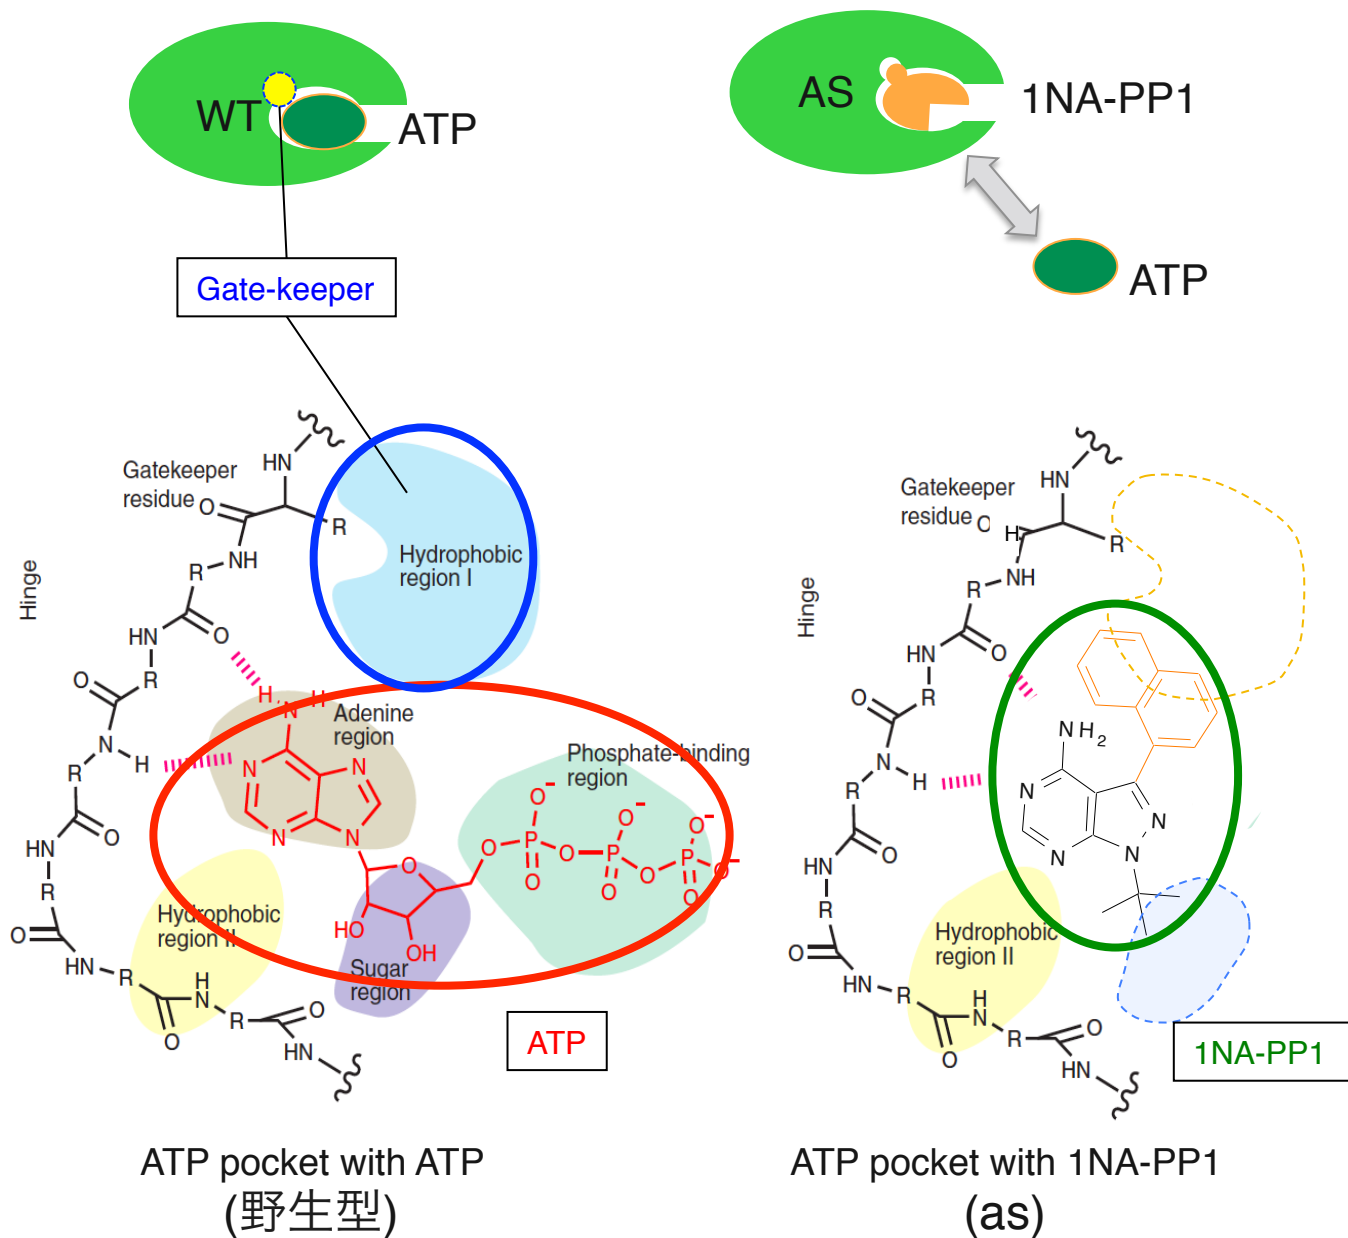 WT
ATP
AS
1NA-PP1
ATP
Gate-keeper
Gatekeeper
residue
HN
O
R
NH
R
Hydrophobic
region I
Hinge
HN
O
R
O
N
H
H
N
H
Adenine
region
R
N
N
N
N
O
HN
R
Phosphate-binding
region
O−
O−
O−
O
P
O
P
O
P
O−
O
O
O
O
HO
OH
Hydrophobic
region II
Sugar
region
O
HN
R
H
N
R
O
O
HN
ATP
ATP pocket with ATP
(野生型)
Gatekeeper
residue
HN
O
H
R
NH
R
Hinge
HN
O
R
O
N
H
R
NH2
N
N
N
N
O
HN
R
Hydrophobic
region II
O
HN
R
H
N
R
O
O
HN
1NA-PP1
ATP pocket with 1NA-PP1
(as)